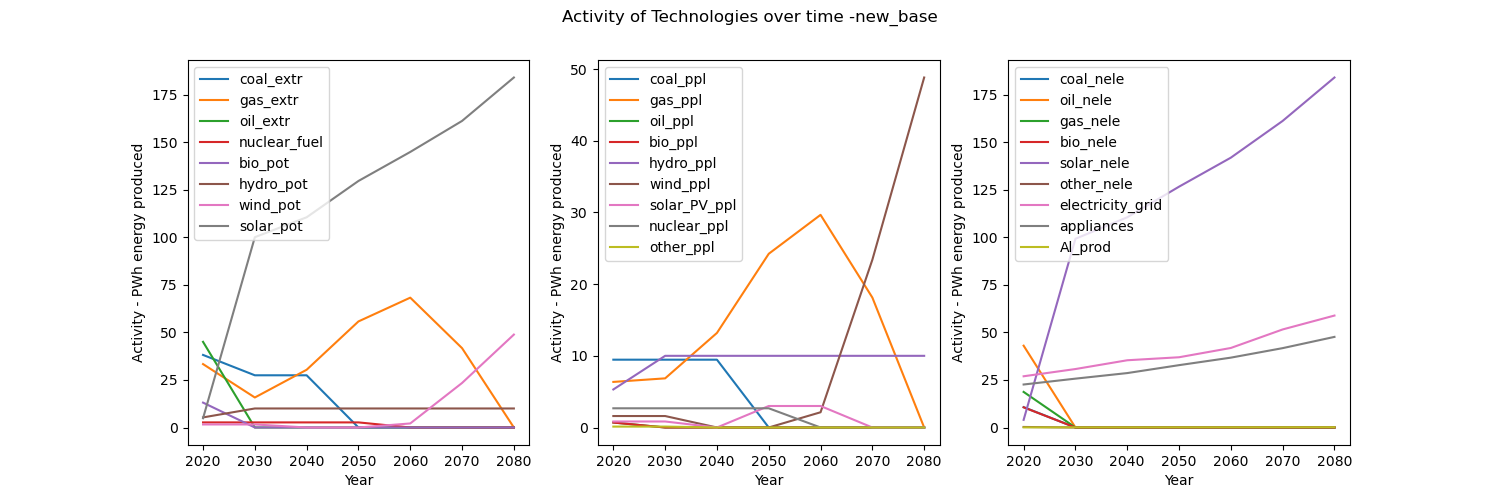 Activity of Technologies over time -new_base
Activity - PWh energy produced
175
150
125
100
75
50
25
0
coal_extr
gas_extr
oil_extr
nuclear_fuel
bio_pot
hydro_pot
wind_pot
solar_pot
2020 2030 2040 2050 2060 2070 2080
Year
Activity - PWh energy produced
50
40
30
20
10
0
coal_ppl
gas_ppl
oil_ppl
bio_ppl
hydro_ppl
wind_ppl
solar_PV_ppl
nuclear_ppl
other_ppl
2020 2030 2040 2050 2060 2070 2080
Year
Activity - PWh energy produced
175
150
125
100
75
50
25
0
coal_nele
oil_nele
gas_nele
bio_nele
solar_nele
other_nele
electricity_grid
appliances
Al_prod
2020 2030 2040 2050 2060 2070 2080
Year